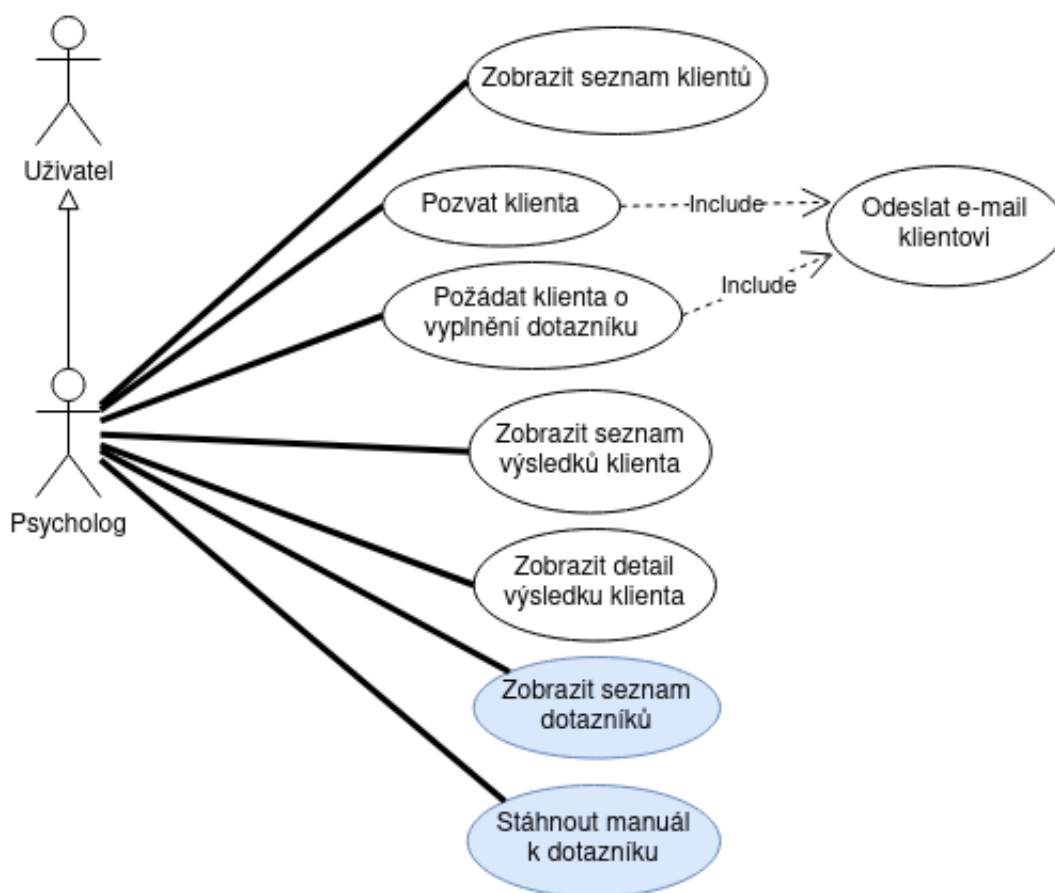 Uživatel
Psycholog
Zobrazit seznam klientů
Pozvat klienta
Include
Odeslat e-mail
klientovi
Požádat klienta o
vyplnění dotazníku
Include
Zobrazit seznam
výsledků klienta
Zobrazit detail
výsledku klienta
Zobrazit seznam
dotazníků
Stáhnout manuál
k dotazníku